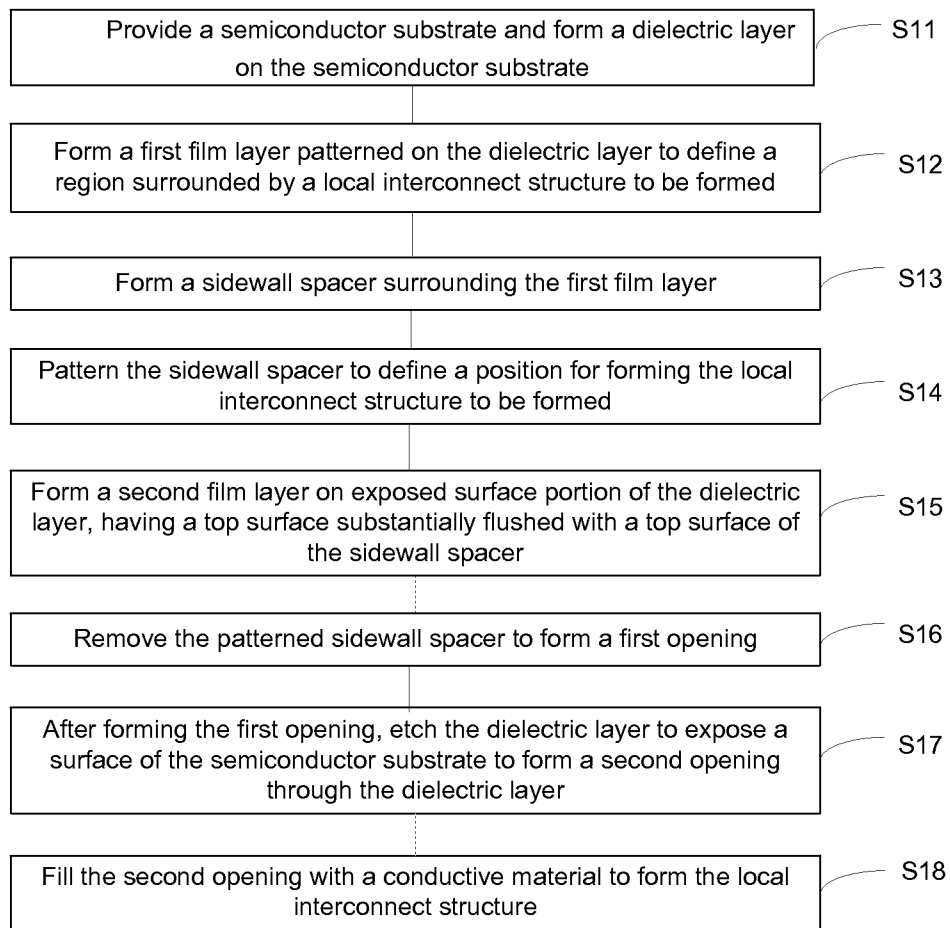 Provide a semiconductor substrate and form a dielectric layer
on the semiconductor substrate
S11
Form a first film layer patterned on the dielectric layer to define a
region surrounded by a local interconnect structure to be formed
S12
Form a sidewall spacer surrounding the first film layer
S13
Pattern the sidewall spacer to define a position for forming the local
interconnect structure to be formed
S14
Form a second film layer on exposed surface portion of the dielectric
layer, having a top surface substantially flushed with a top surface of
the sidewall spacer
S15
Remove the patterned sidewall spacer to form a first opening
S16
After forming the first opening, etch the dielectric layer to expose a
surface of the semiconductor substrate to form a second opening
through the dielectric layer
S17
Fill the second opening with a conductive material to form the local
interconnect structure
S18